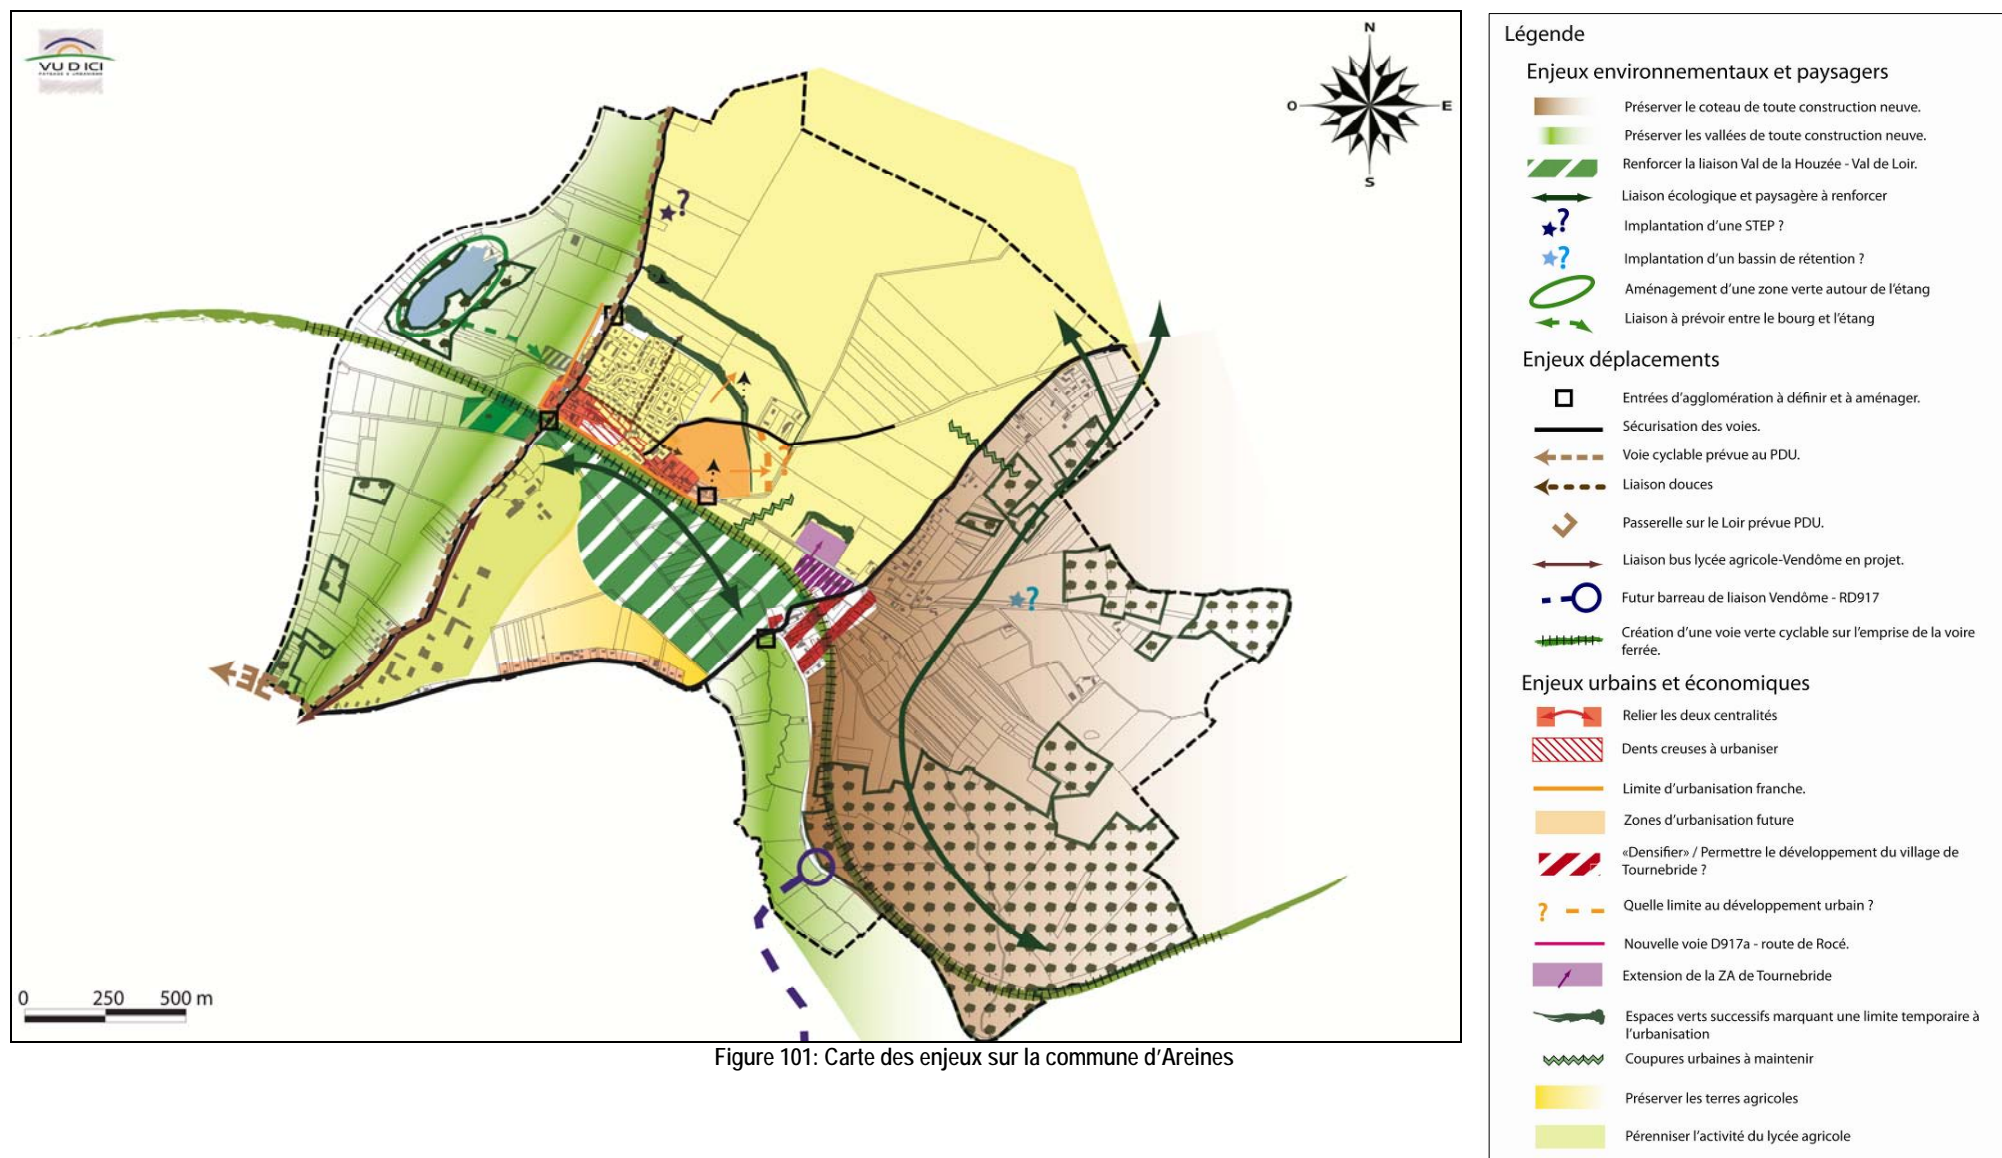 VU D ICI
PAYSAGE & URBANISME
N
O
E
S
?
?
?
0 250 500 m
Figure 101: Carte des enjeux sur la commune d'Areines
Légende
Enjeux environnementaux et paysagers
Préserver le coteau de toute construction neuve.
Préserver les vallées de toute construction neuve.
Renforcer la liaison Val de la Houzée - Val de Loir.
Liaison écologique et paysagère à renforcer
? Implantation d'une STEP ?
? Implantation d'un bassin de rétention ?
Aménagement d'une zone verte autour de l'étang
Liaison à prévoir entre le bourg et l'étang
Enjeux déplacements
Entrées d'agglomération à définir et à aménager.
Sécurisation des voies.
Voie cyclable prévue au PDU.
Liaison douces
Passerelle sur le Loir prévue PDU.
Liaison bus lycée agricole-Vendôme en projet.
Futur barreau de liaison Vendôme - RD917
Création d'une voie verte cyclable sur l'emprise de la voire
ferrée.
Enjeux urbains et économiques
Relier les deux centralités
Dents creuses à urbaniser
Limite d'urbanisation franche.
Zones d'urbanisation future
«Densifier» / Permettre le développement du village de
Tournebride ?
? Quelle limite au développement urbain ?
Nouvelle voie D917a - route de Rocé.
Extension de la ZA de Tournebride
Espaces verts successifs marquant une limite temporaire à
l'urbanisation
Coupures urbaines à maintenir
Préserver les terres agricoles
Pérenniser l'activité du lycée agricole